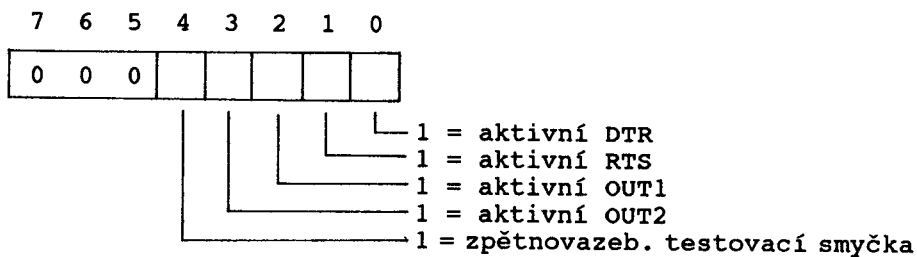 7 6 5 4 3 2 1 0
0 0 0
1 = aktivní DTR
1 = aktivní RTS
1 = aktivní OUT1
1 = aktivní OUT2
1 = zpětnovazeb. testovací smyčka